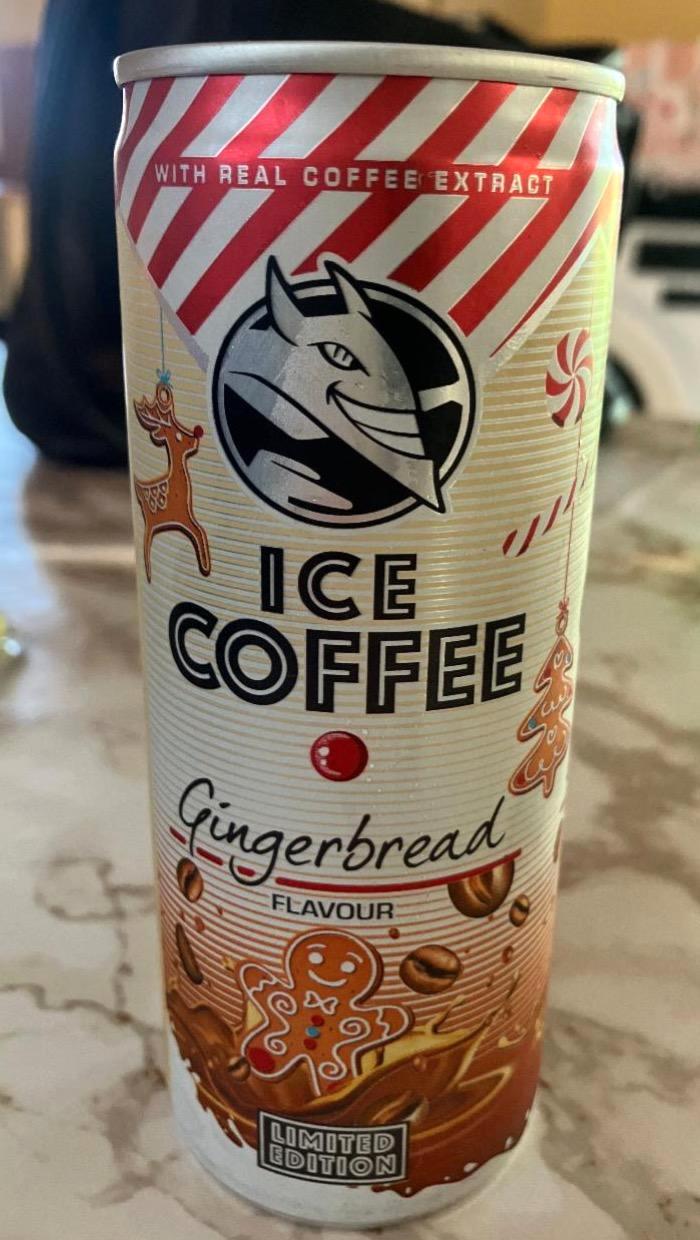 WITH REAL COFFEE EXTRACT
ICE
COFFEE
Gingerbread
FLAVOUR
LIMITED
EDITION